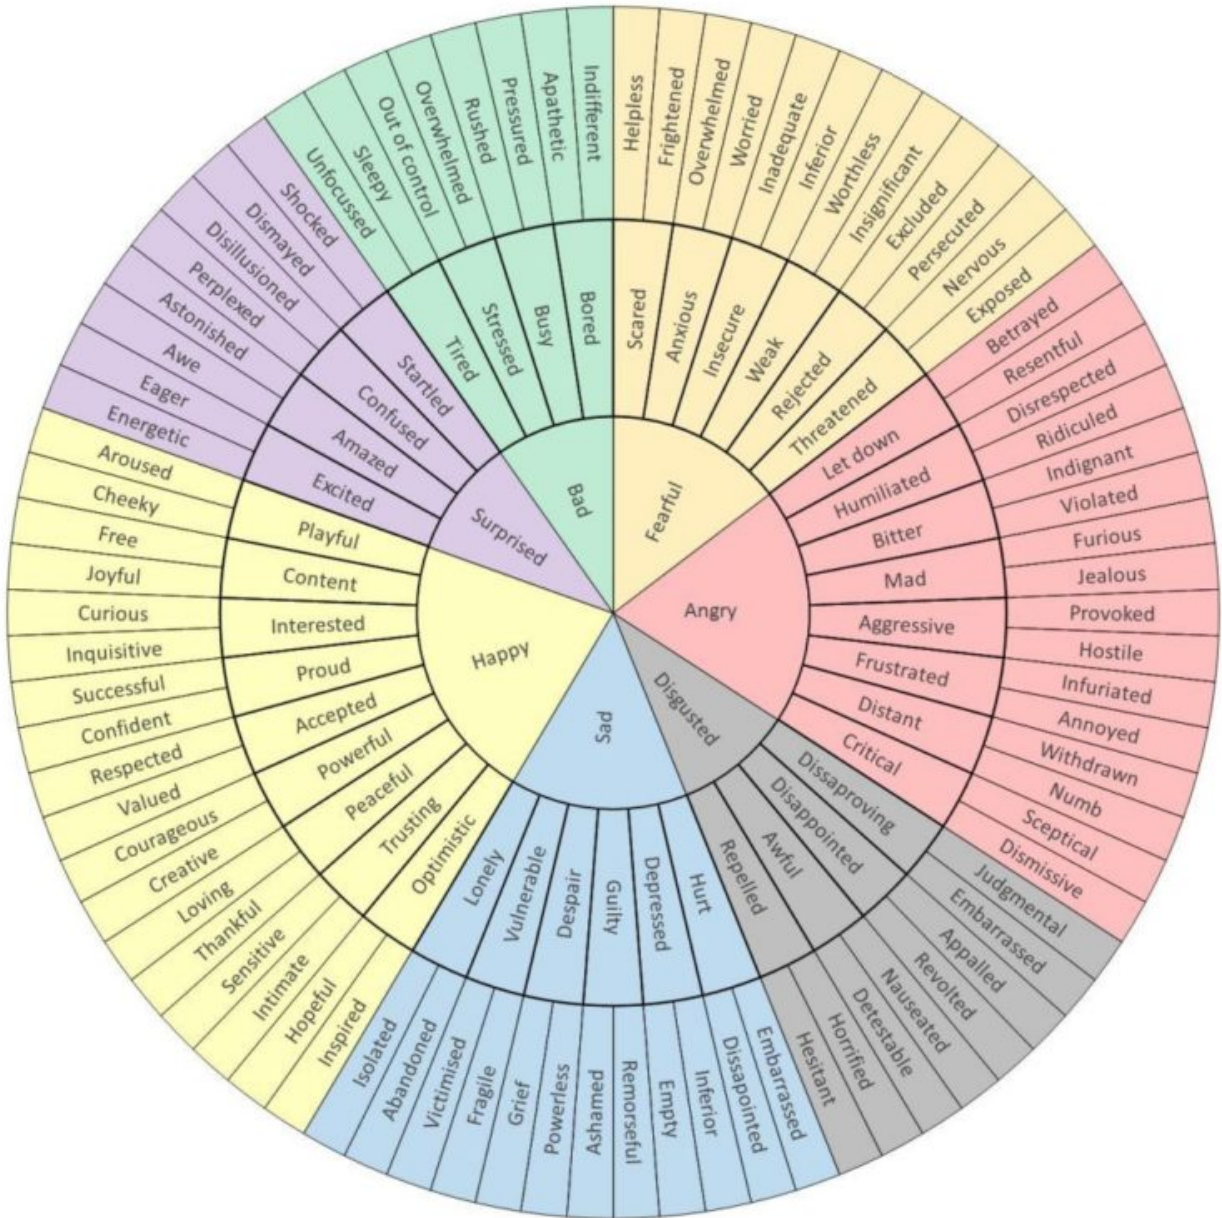 Fearful
Angry
Disgusted
Sad
Happy
Surprised
Bad
Scared
Anxious
Insecure
Weak
Rejected
Threatened
Let down
Humiliated
Bitter
Mad
Aggressive
Frustrated
Distant
Critical
Dissaproving
Disappointed
Awful
Repelled
Hurt
Depressed
Guilty
Despair
Vulnerable
Lonely
Optimistic
Trusting
Peaceful
Powerful
Accepted
Proud
Interested
Content
Playful
Excited
Amazed
Confused
Startled
Tired
Stressed
Busy
Bored
Helpless
Frightened
Overwhelmed
Worried
Inadequate
Inferior
Worthless
Insignificant
Excluded
Persecuted
Nervous
Exposed
Betrayed
Resentful
Disrespected
Ridiculed
Indignant
Violated
Furious
Jealous
Provoked
Hostile
Infuriated
Annoyed
Withdrawn
Numb
Sceptical
Dismissive
Judgmental
Embarrassed
Appalled
Revolted
Nauseated
Detestable
Horrified
Hesitant
Embarrassed
Dissapointed
Inferior
Empty
Remorseful
Ashamed
Powerless
Grief
Fragile
Victimised
Abandoned
Isolated
Inspired
Hopeful
Intimate
Sensitive
Thankful
Loving
Creative
Courageous
Valued
Respected
Confident
Successful
Inquisitive
Curious
Joyful
Free
Cheeky
Aroused
Energetic
Eager
Awe
Astonished
Perplexed
Disillusioned
Dismayed
Shocked
Unfocussed
Sleepy
Out of control
Overwhelmed
Rushed
Pressured
Apathetic
Indifferent